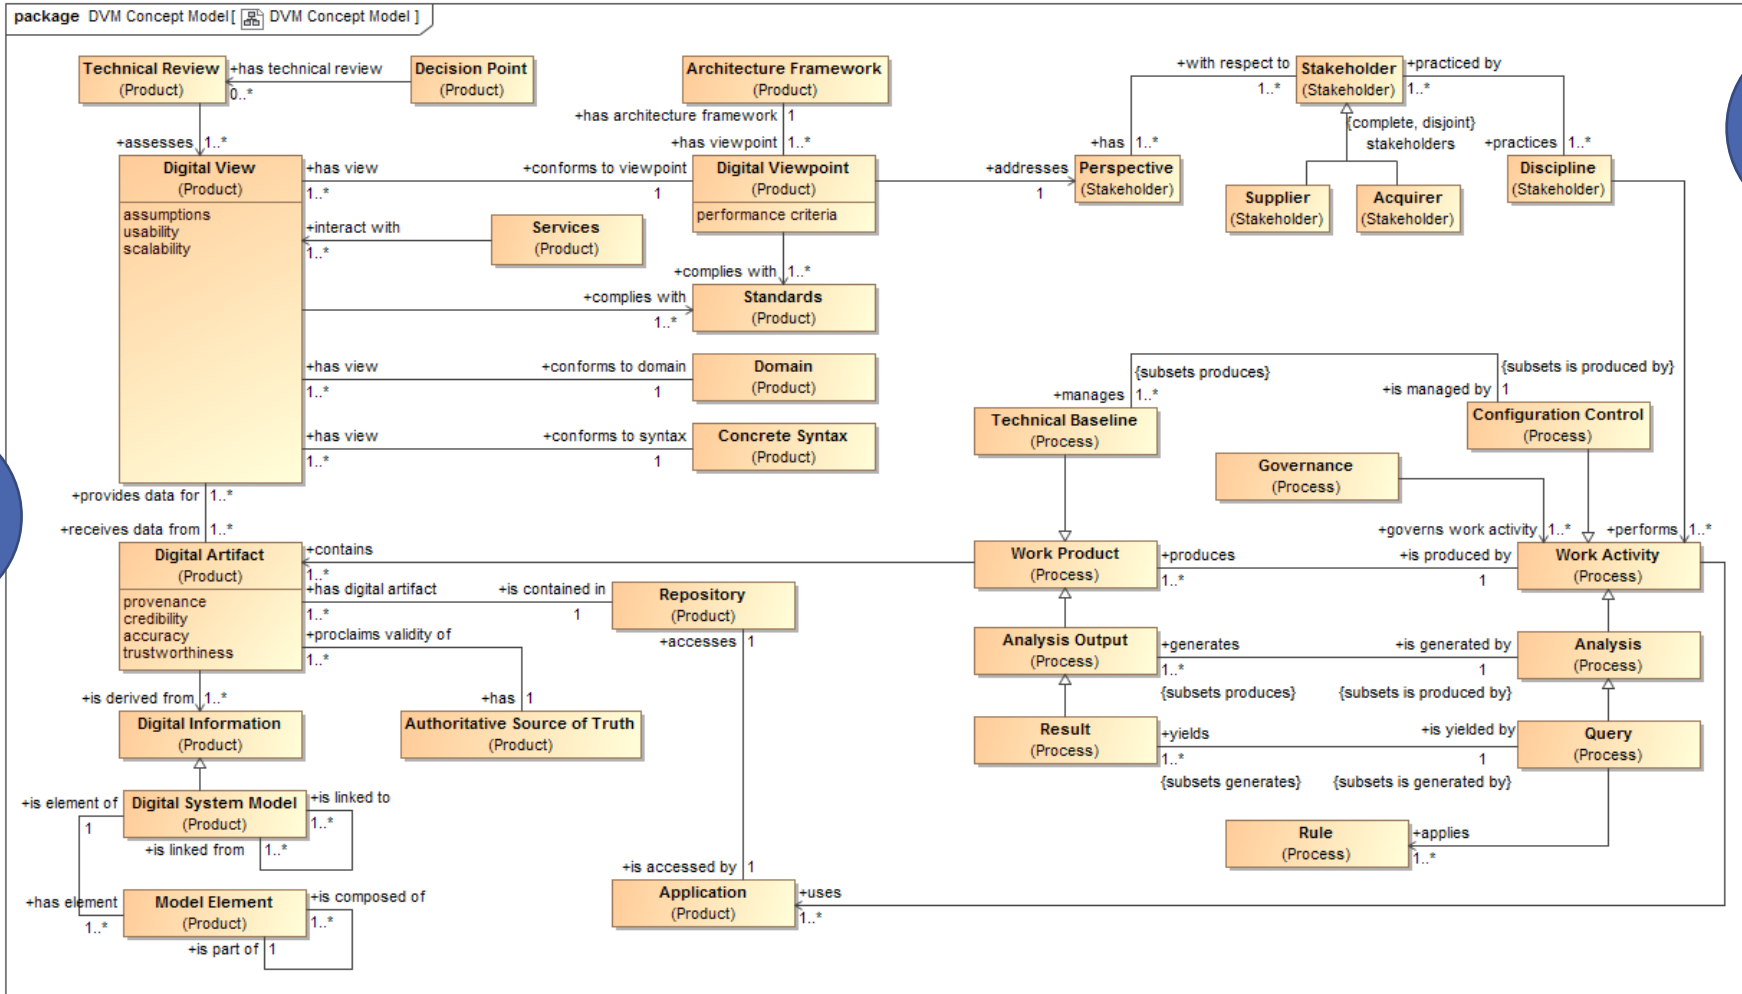 package DVM Concept Model [ DVM Concept Model ]
Technical Review
(Product)
+has technical review
0..*
Decision Point
(Product)
Architecture Framework
(Product)
+has architecture framework 1
+has viewpoint 1..*
+with respect to
1..*
Stakeholder
(Stakeholder)
+practiced by
1..*
{complete, disjoint}
stakeholders
+has 1..*
+practices 1..*
+assesses 1..*
Digital View
(Product)
assumptions
usability
scalability
+has view
1..*
+conforms to viewpoint
1
Digital Viewpoint
(Product)
performance criteria
+addresses
1
Perspective
(Stakeholder)
Supplier
(Stakeholder)
Acquirer
(Stakeholder)
Discipline
(Stakeholder)
+interact with
1..*
Services
(Product)
+complies with 1..*
+complies with
1..*
Standards
(Product)
+has view
1..*
+conforms to domain
1
Domain
(Product)
+has view
1..*
+conforms to syntax
1
Concrete Syntax
(Product)
{subsets produces}
+manages 1..*
{subsets is produced by}
+is managed by 1
Technical Baseline
(Process)
Configuration Control
(Process)
Governance
(Process)
+provides data for 1..*
+receives data from 1..*
+governs work activity 1..*
+performs 1..*
Digital Artifact
(Product)
provenance
credibility
accuracy
trustworthiness
+contains
1..*
Work Product
(Process)
+produces
1..*
+is produced by
1
Work Activity
(Process)
+has digital artifact
1..*
+is contained in
1
Repository
(Product)
+proclaims validity of
1..*
+accesses 1
Analysis Output
(Process)
+generates
1..*
{subsets produces}
+is generated by
1
{subsets is produced by}
Analysis
(Process)
+is derived from 1..*
+has 1
Digital Information
(Product)
Authoritative Source of Truth
(Product)
Result
(Process)
+yields
1..*
{subsets generates}
+is yielded by
1
{subsets is generated by}
Query
(Process)
+is element of
1
Digital System Model
(Product)
+is linked to
1..*
+is linked from 1..*
Rule
(Process)
+applies
1..*
+is accessed by 1
+has element
1..*
Model Element
(Product)
+is composed of
1..*
+is part of 1
Application
(Product)
+uses
1..*